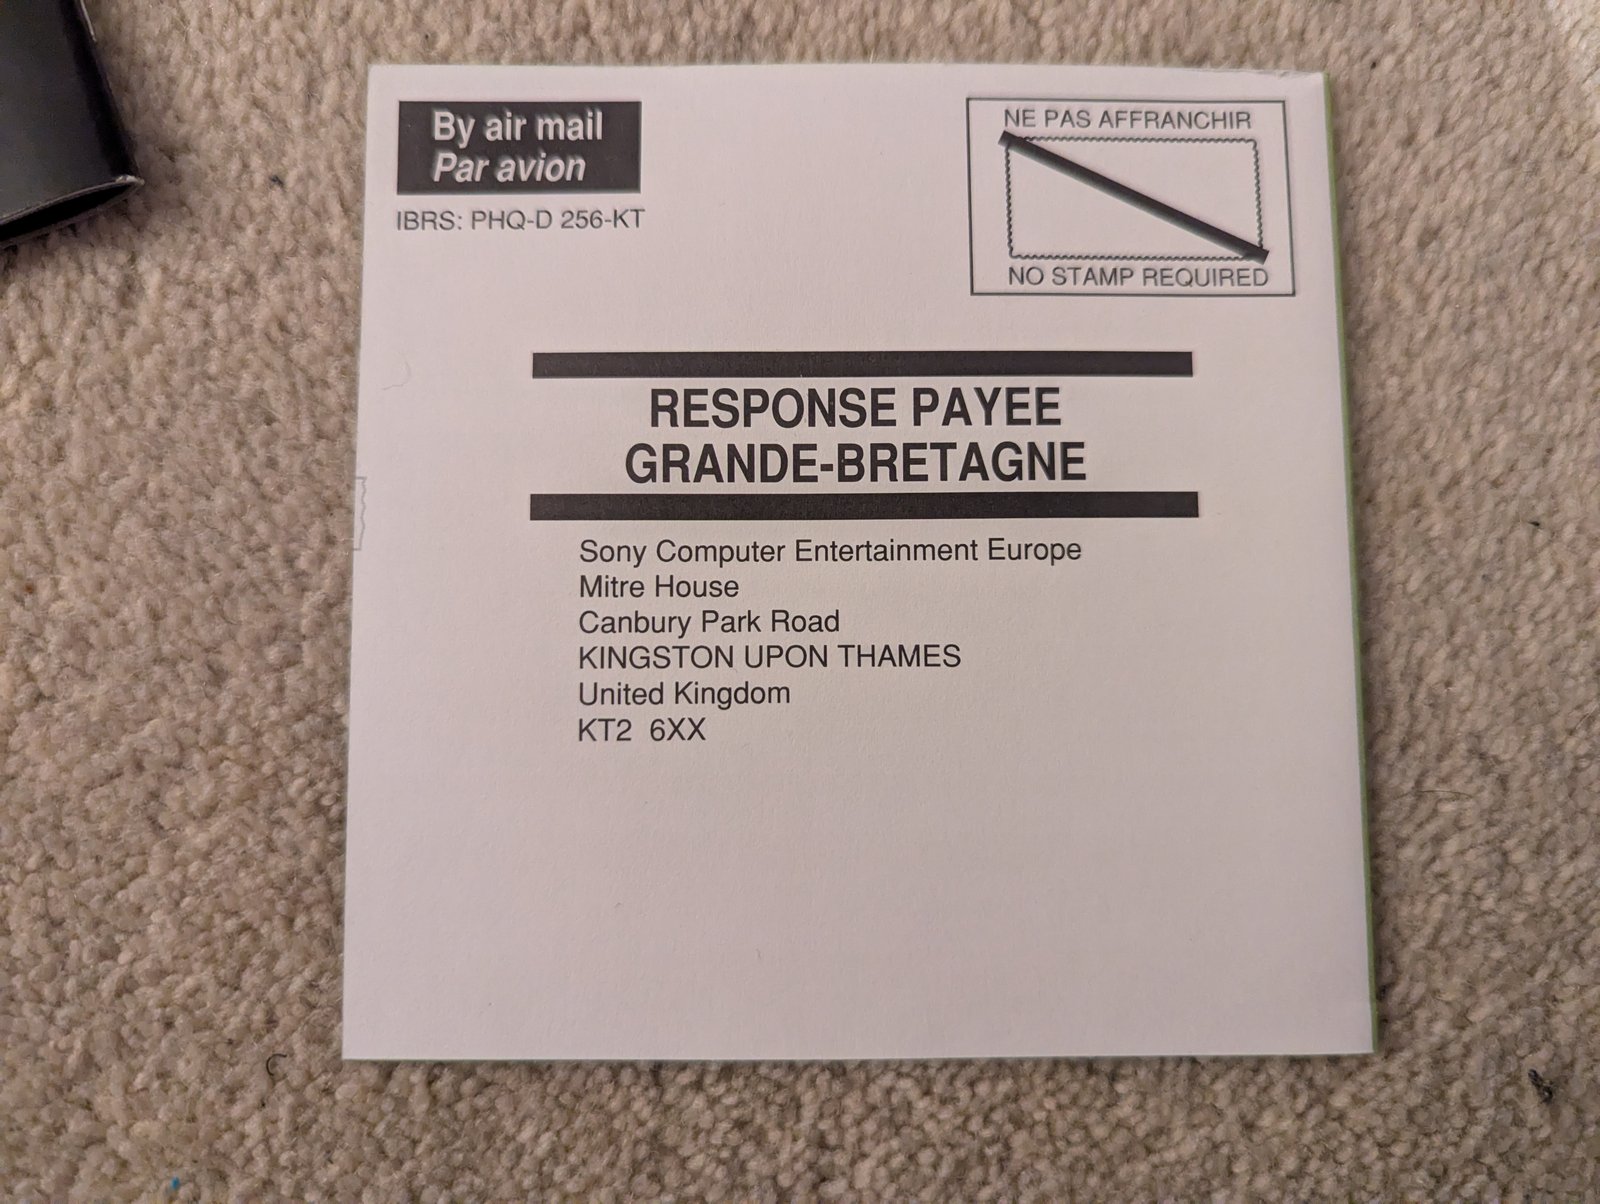 By air mail
Par avion
IBRS: PHQ-D 256-KT
NE PAS AFFRANCHIR
NO STAMP REQUIRED
RESPONSE PAYEE
GRANDE-BRETAGNE
Sony Computer Entertainment Europe
Mitre House
Canbury Park Road
KINGSTON UPON THAMES
United Kingdom
KT2 6XX